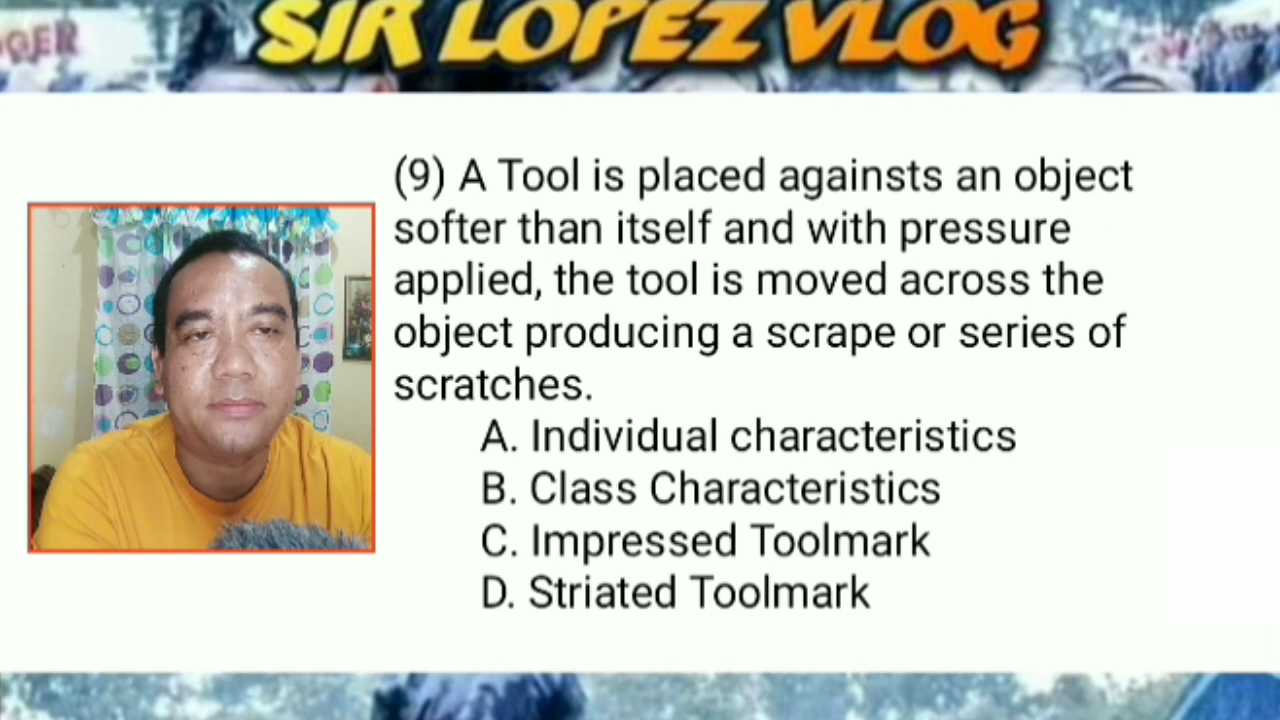 SIR LOPEZ VLOG
GER
(9) A Tool is placed againsts an object
softer than itself and with pressure
applied, the tool is moved across the
object producing a scrape or series of
scratches.
A. Individual characteristics
B. Class Characteristics
C. Impressed Toolmark
D. Striated Toolmark